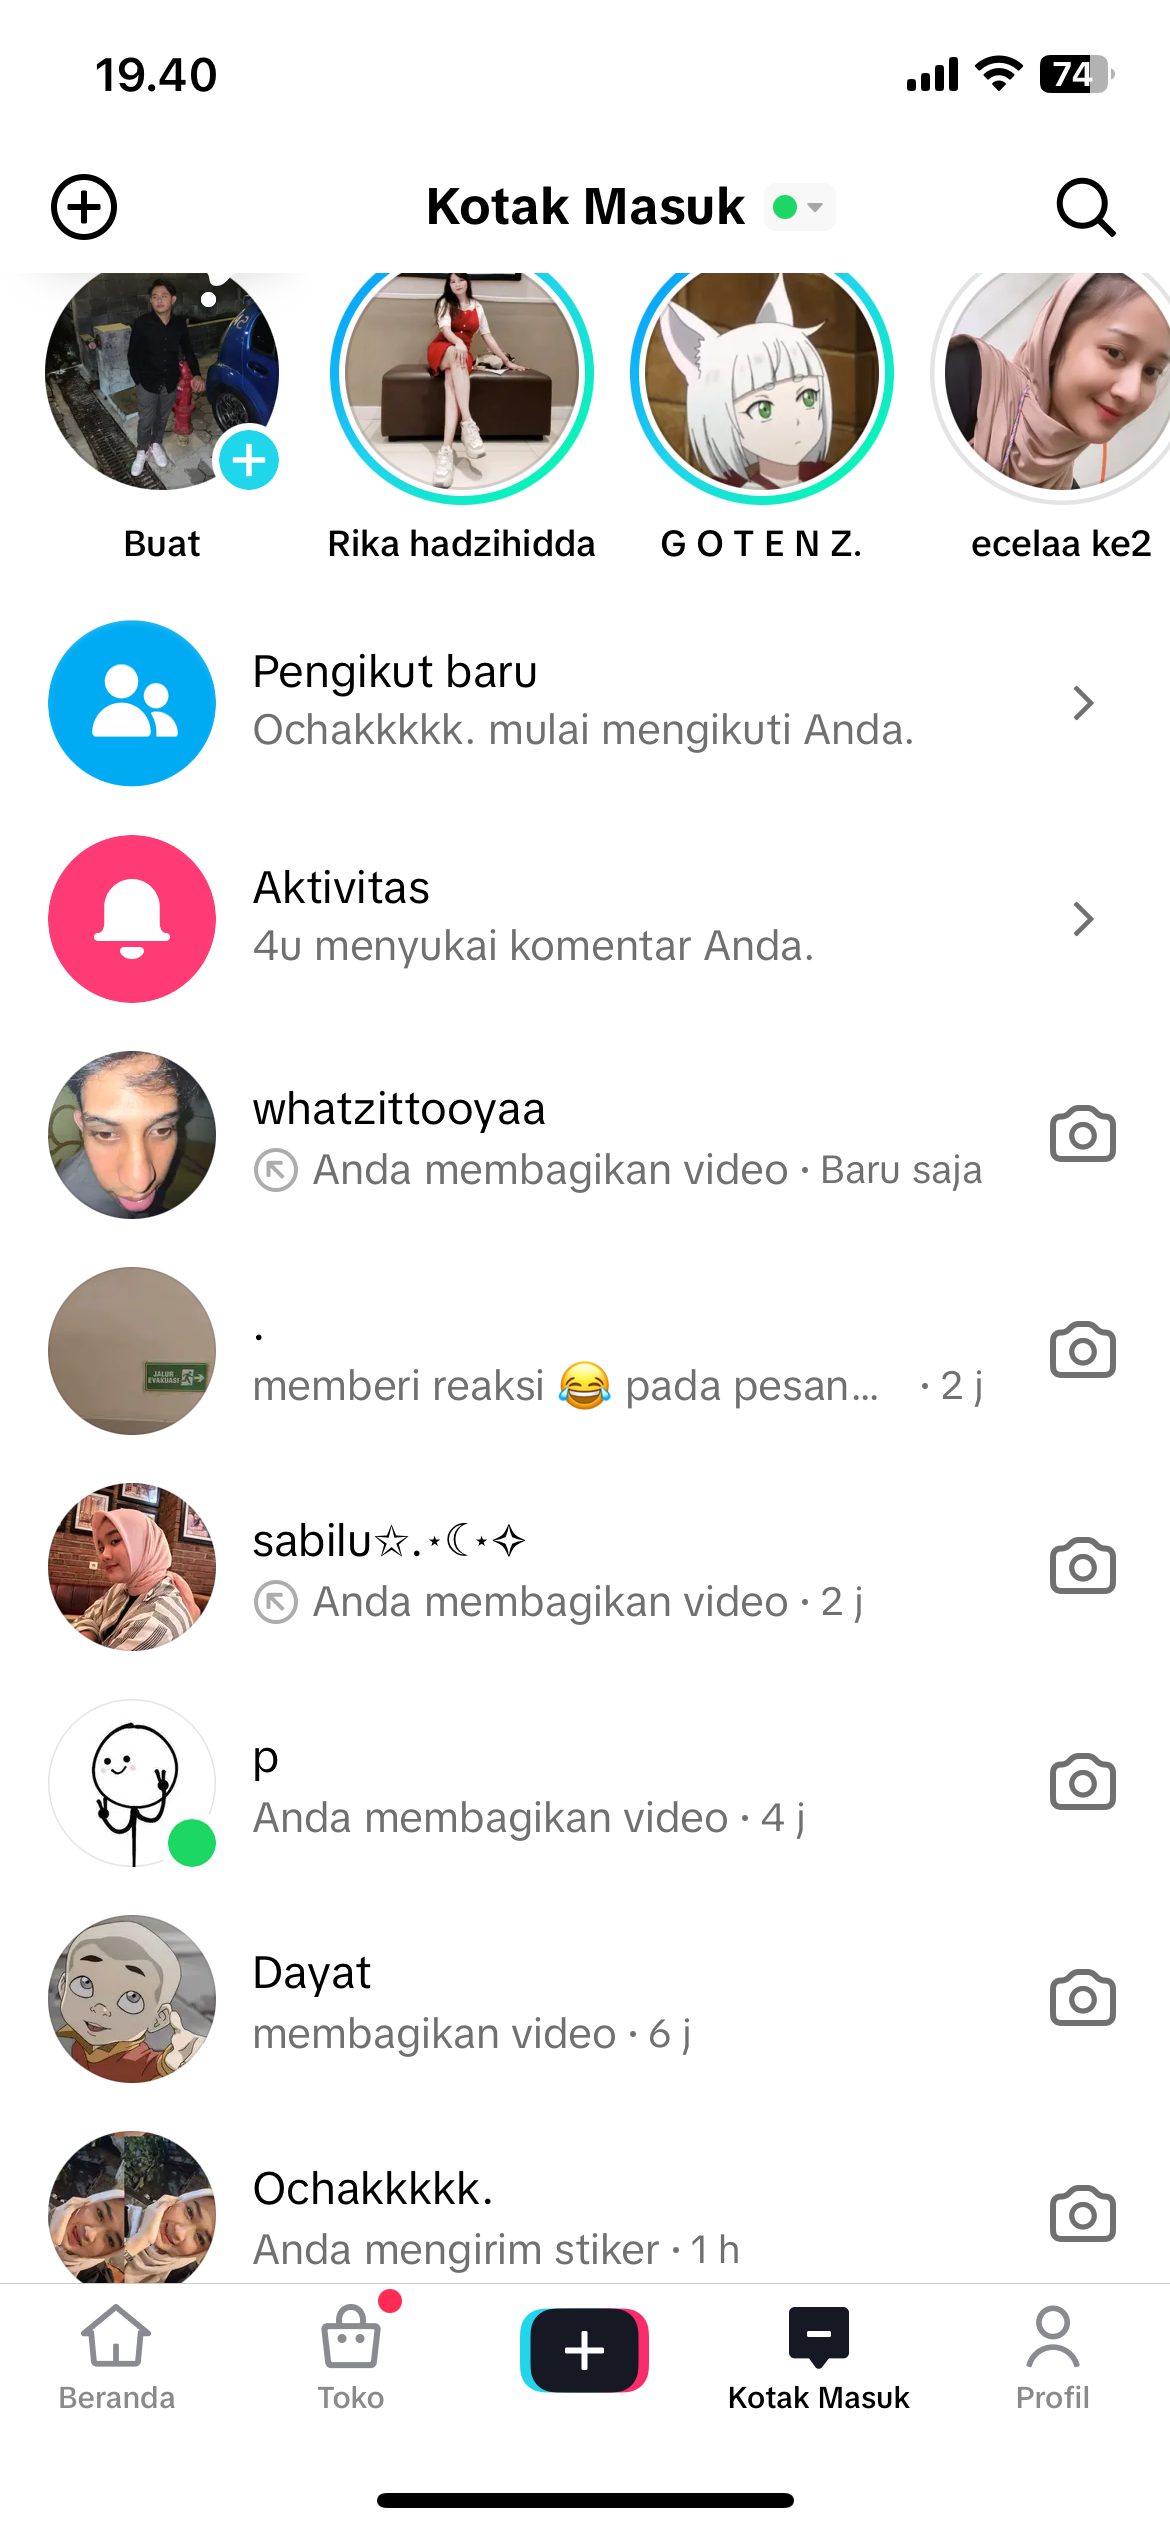 19.40
74
Kotak Masuk
Buat
Rika hadzihidda
G O T E N Z.
ecelaa ke2
Pengikut baru
Ochakkkkk. mulai mengikuti Anda.
Aktivitas
4u menyukai komentar Anda.
whatzittooyaa
Anda membagikan video · Baru saja
.
memberi reaksi 😂 pada pesan... · 2 j
JALUR
EVAKUASI
sabilu☆.⋆☾⋆✧
Anda membagikan video · 2 j
p
Anda membagikan video · 4 j
Dayat
membagikan video · 6 j
Ochakkkkk.
Anda mengirim stiker · 1 h
Beranda
Toko
Kotak Masuk
Profil